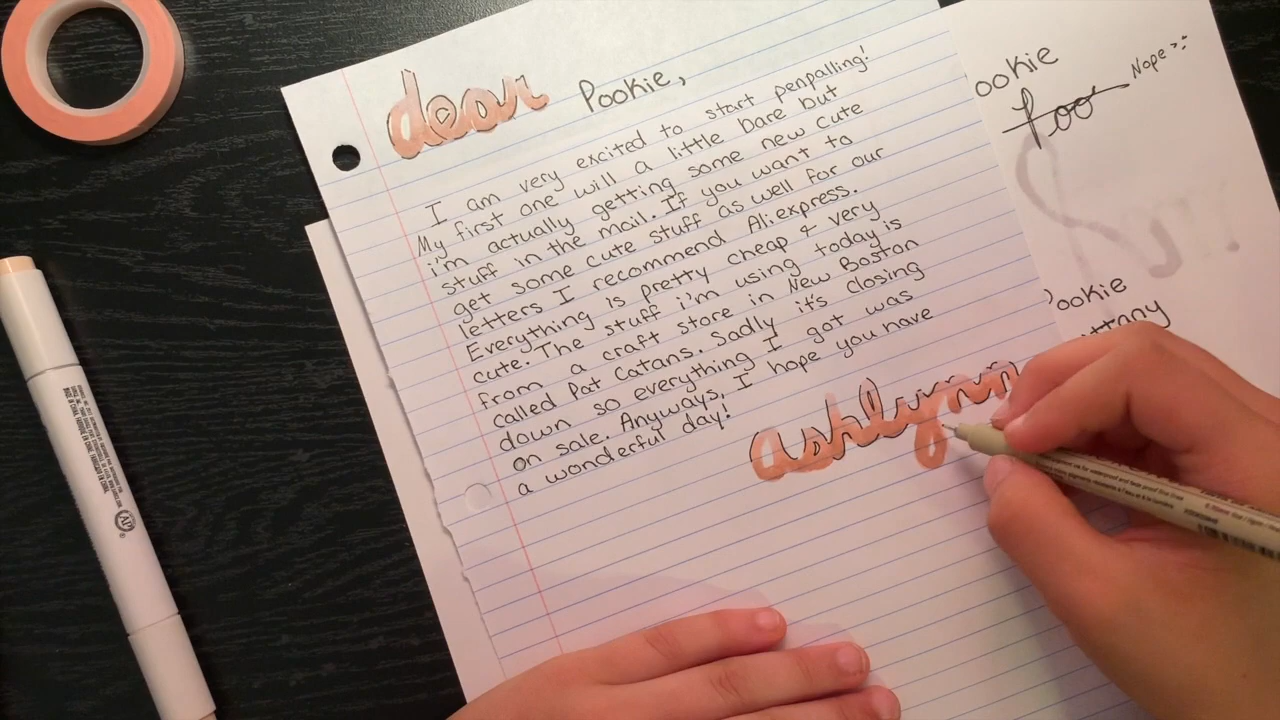 dear Pookie,
I am very excited to start penpalling!
My first one will a little bare but
i'm actually getting some new cute
stuff in the mail. If you want to
get some cute stuff as well for our
letters I recommend Aliexpress.
Everything is pretty cheap & very
cute. The stuff i'm using today is
from a craft store in New Boston
called Pat Catans. Sadly it's closing
down so everything I got was
on sale. Anyways, I hope you have
a wonderful day!
ashlynn
ookie
Poo
Nope
ookie
ttany